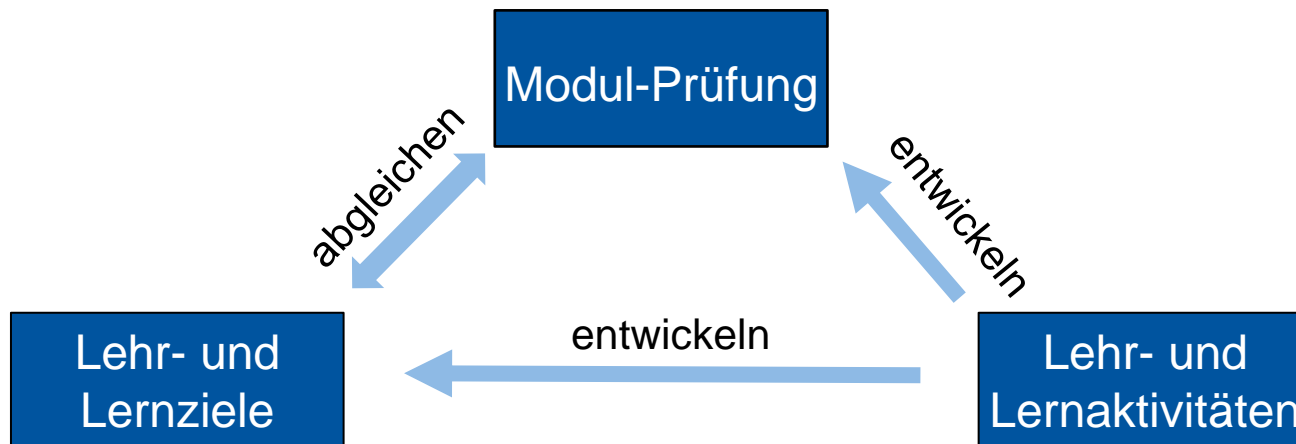 Modul-Prüfung
abgleichen
entwickeln
entwickeln
Lehr- und
Lernziele
Lehr- und
Lernaktivitäten